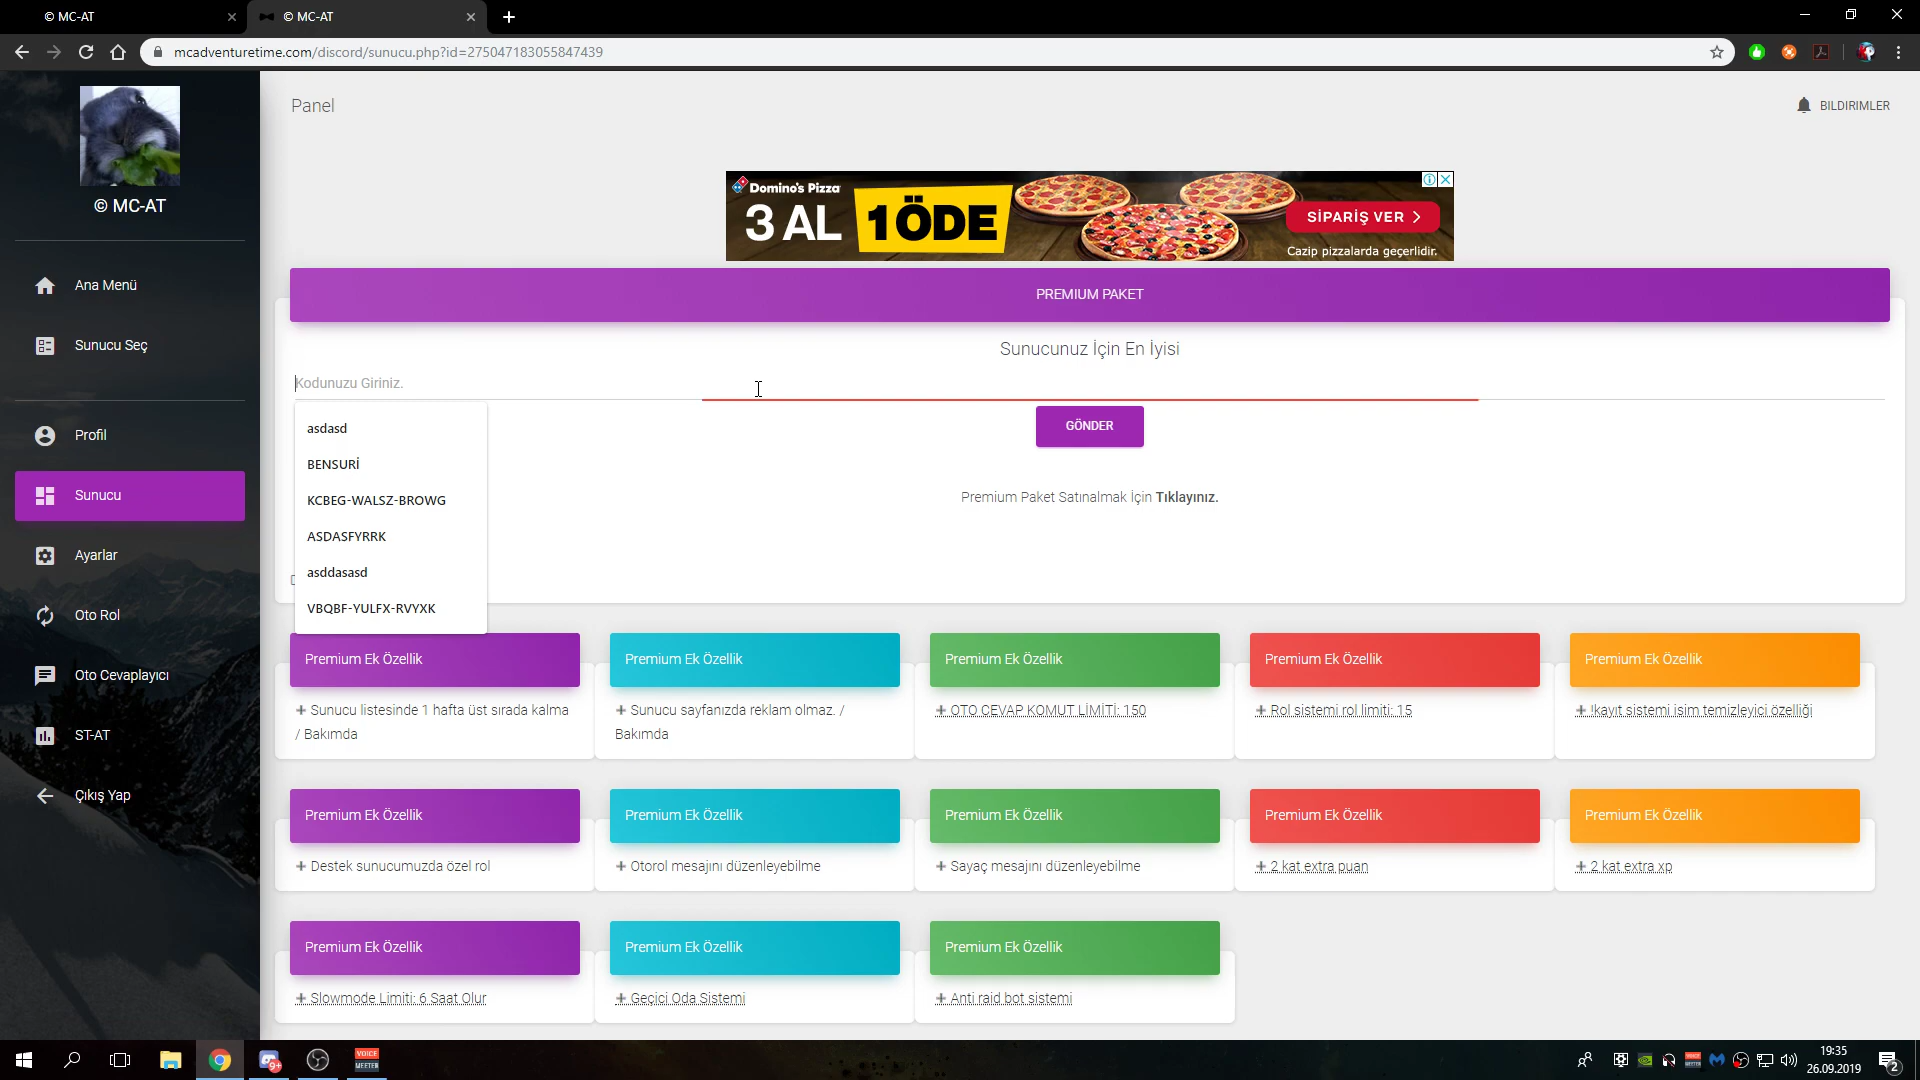 © MC-AT
© MC-AT
mcadventuretime.com/discord/sunucu.php?id=275047183055847439
© MC-AT
Ana Menü
Sunucu Seç
Profil
Sunucu
Ayarlar
Oto Rol
Oto Cevaplayıcı
ST-AT
Çıkış Yap
Panel
BILDIRIMLER
Domino's Pizza
3 AL 1 ÖDE
SİPARİŞ VER >
Cazip pizzalarda geçerlidir.
PREMIUM PAKET
Sunucunuz İçin En İyisi
Kodunuzu Giriniz.
asdasd
BENSURİ
KCBEG-WALSZ-BROWG
ASDASFYRRK
asddasasd
VBQBF-YULFX-RVYXK
GÖNDER
Premium Paket Satınalmak İçin Tıklayınız.
Premium Ek Özellik
+ Sunucu listesinde 1 hafta üst sırada kalma
/ Bakımda
Premium Ek Özellik
+ Sunucu sayfanızda reklam olmaz. /
Bakımda
Premium Ek Özellik
+ OTO CEVAP KOMUT LİMİTİ: 150
Premium Ek Özellik
+ Rol sistemi rol limiti: 15
Premium Ek Özellik
+ !kayıt sistemi isim temizleyici özelliği
Premium Ek Özellik
+ Destek sunucumuzda özel rol
Premium Ek Özellik
+ Otorol mesajını düzenleyebilme
Premium Ek Özellik
+ Sayaç mesajını düzenleyebilme
Premium Ek Özellik
+ 2 kat extra puan
Premium Ek Özellik
+ 2 kat extra xp
Premium Ek Özellik
+ Slowmode Limiti: 6 Saat Olur
Premium Ek Özellik
+ Geçici Oda Sistemi
Premium Ek Özellik
+ Anti raid bot sistemi
9+
VOICE
MEETER
19:35
26.09.2019
2